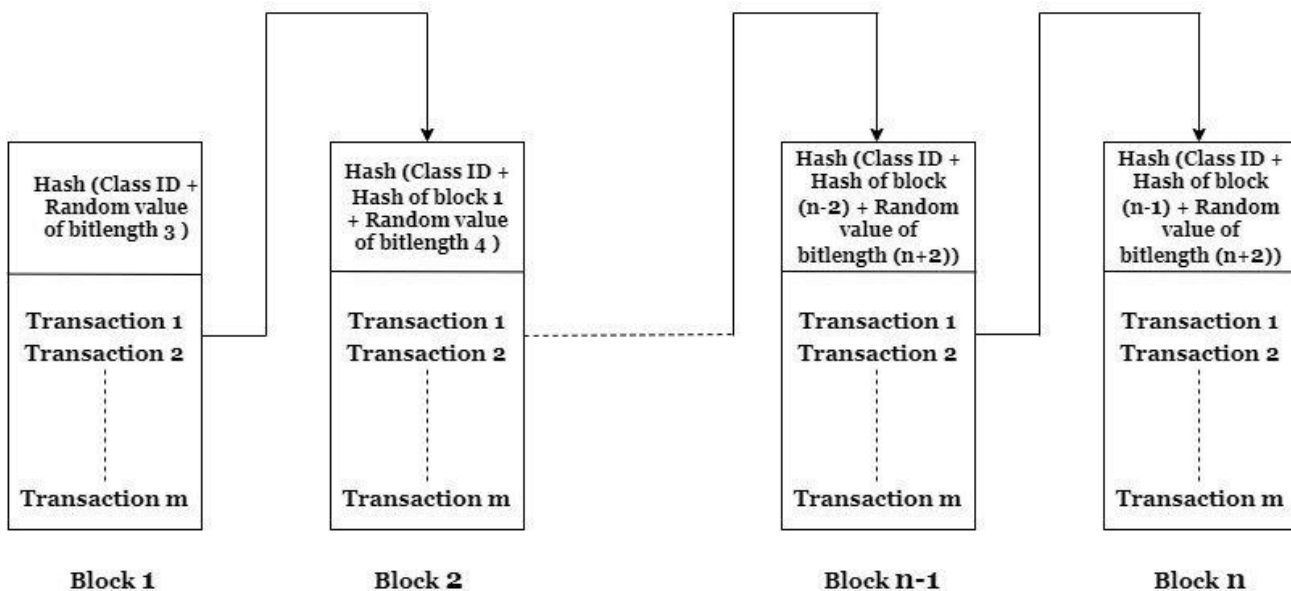 Hash (Class ID +
Random value
of bitlength 3 )
Transaction 1
Transaction 2
Transaction m
Block 1
Hash (Class ID +
Hash of block 1
+ Random value
of bitlength 4 )
Transaction 1
Transaction 2
Transaction m
Block 2
Hash (Class ID +
Hash of block
(n-2) + Random
value of
bitlength (n+2))
Transaction 1
Transaction 2
Transaction m
Block n-1
Hash (Class ID +
Hash of block
(n-1) + Random
value of
bitlength (n+2))
Transaction 1
Transaction 2
Transaction m
Block n